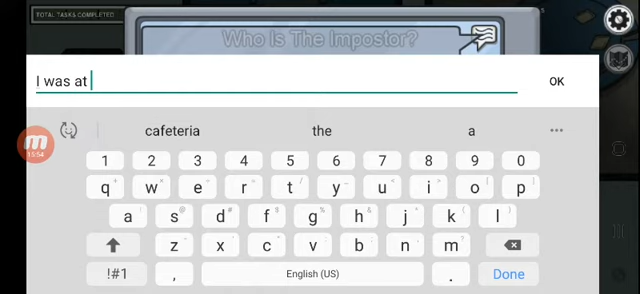 TOTAL TASKS COMPLETED
Who Is The Impostor?
I was at
OK
cafeteria the a
1 2 3 4 5 6 7 8 9 0
q w e r t y u i o p
a s d f g h j k l
z x c v b n m
!#1 , English (US) . Done
15:54